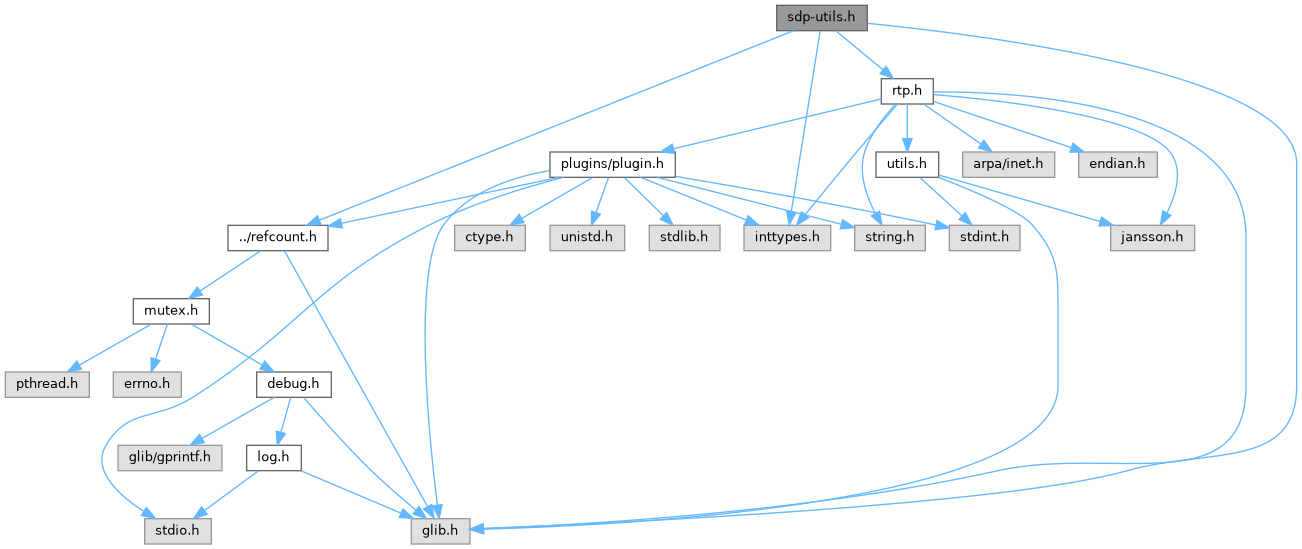 sdp-utils.h
rtp.h
plugins/plugin.h
utils.h
arpa/inet.h
endian.h
../refcount.h
ctype.h
unistd.h
stdlib.h
inttypes.h
string.h
stdint.h
jansson.h
mutex.h
pthread.h
errno.h
debug.h
glib/gprintf.h
log.h
stdio.h
glib.h